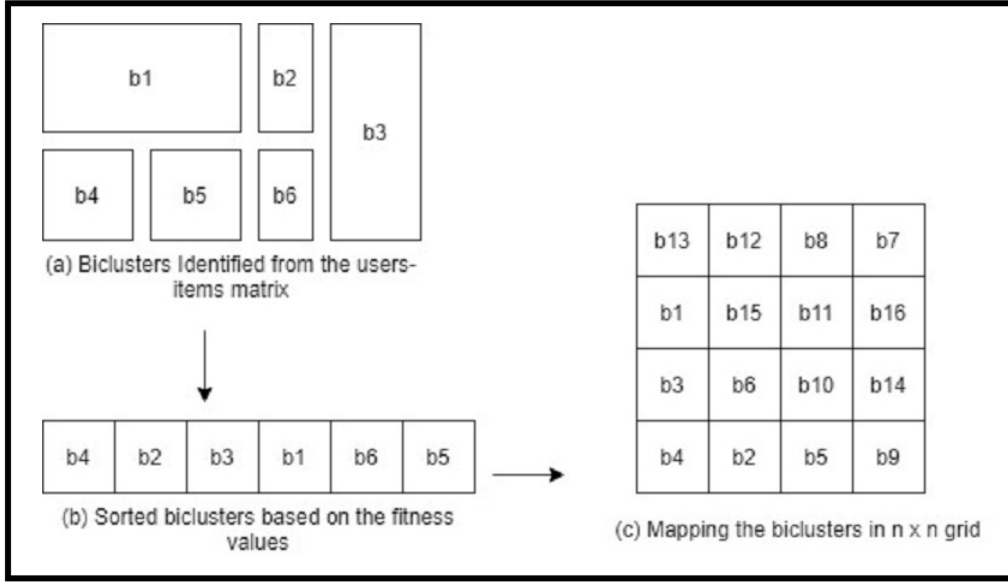 b1
b2
b3
b4
b5
b6
(a) Biclusters Identified from the users-
items matrix
b4 b2 b3 b1 b6 b5
(b) Sorted biclusters based on the fitness
values
b13 b12 b8 b7
b1 b15 b11 b16
b3 b6 b10 b14
b4 b2 b5 b9
(c) Mapping the biclusters in n x n grid